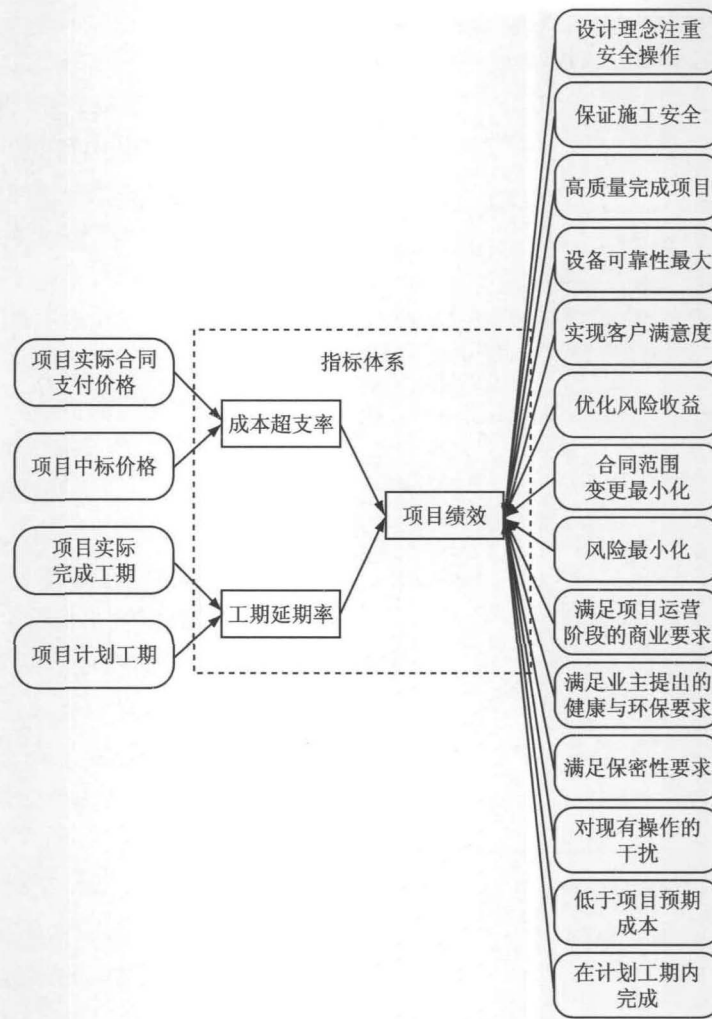 设计理念注重
安全操作
保证施工安全
高质量完成项目
设备可靠性最大
实现客户满意度
优化风险收益
合同范围
变更最小化
风险最小化
满足项目运营
阶段的商业要求
满足业主提出的
健康与环保要求
满足保密性要求
对现有操作的
干扰
低于项目预期
成本
在计划工期内
完成
指标体系
项目实际合同
支付价格
项目中标价格
项目实际
完成工期
项目计划工期
成本超支率
工期延期率
项目绩效